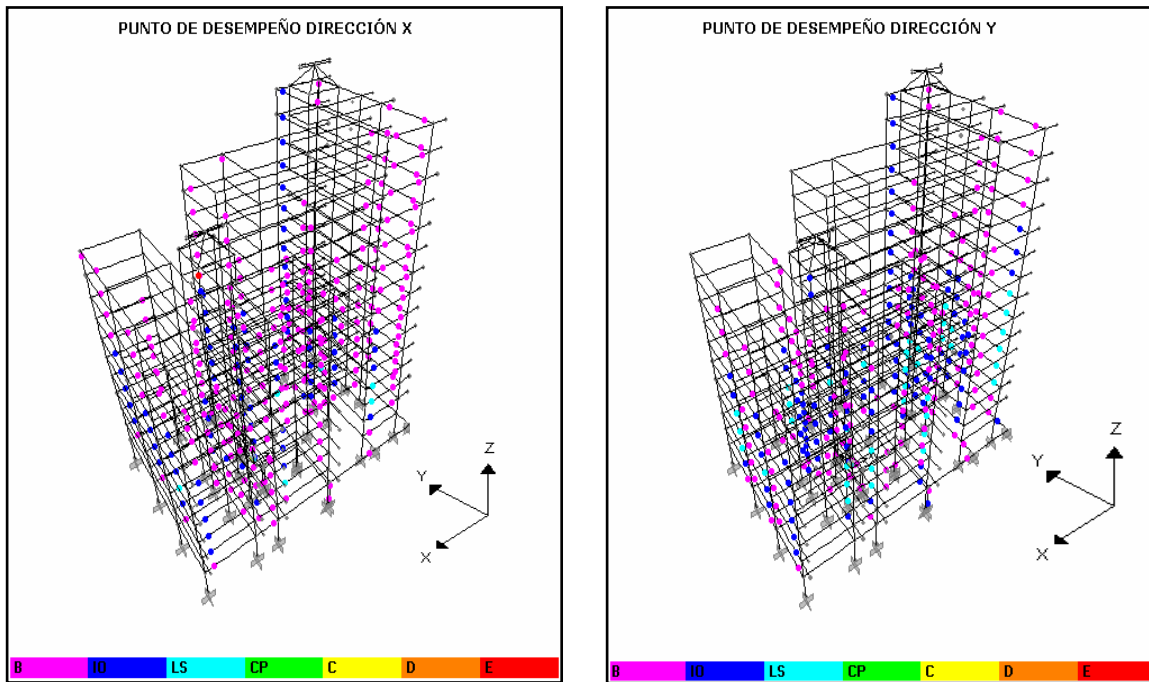 PUNTO DE DESEMPEÑO DIRECCIÓN X
Z
Y
X
B IO LS CP C D E
PUNTO DE DESEMPEÑO DIRECCIÓN Y
Z
Y
X
B IO LS CP C D E